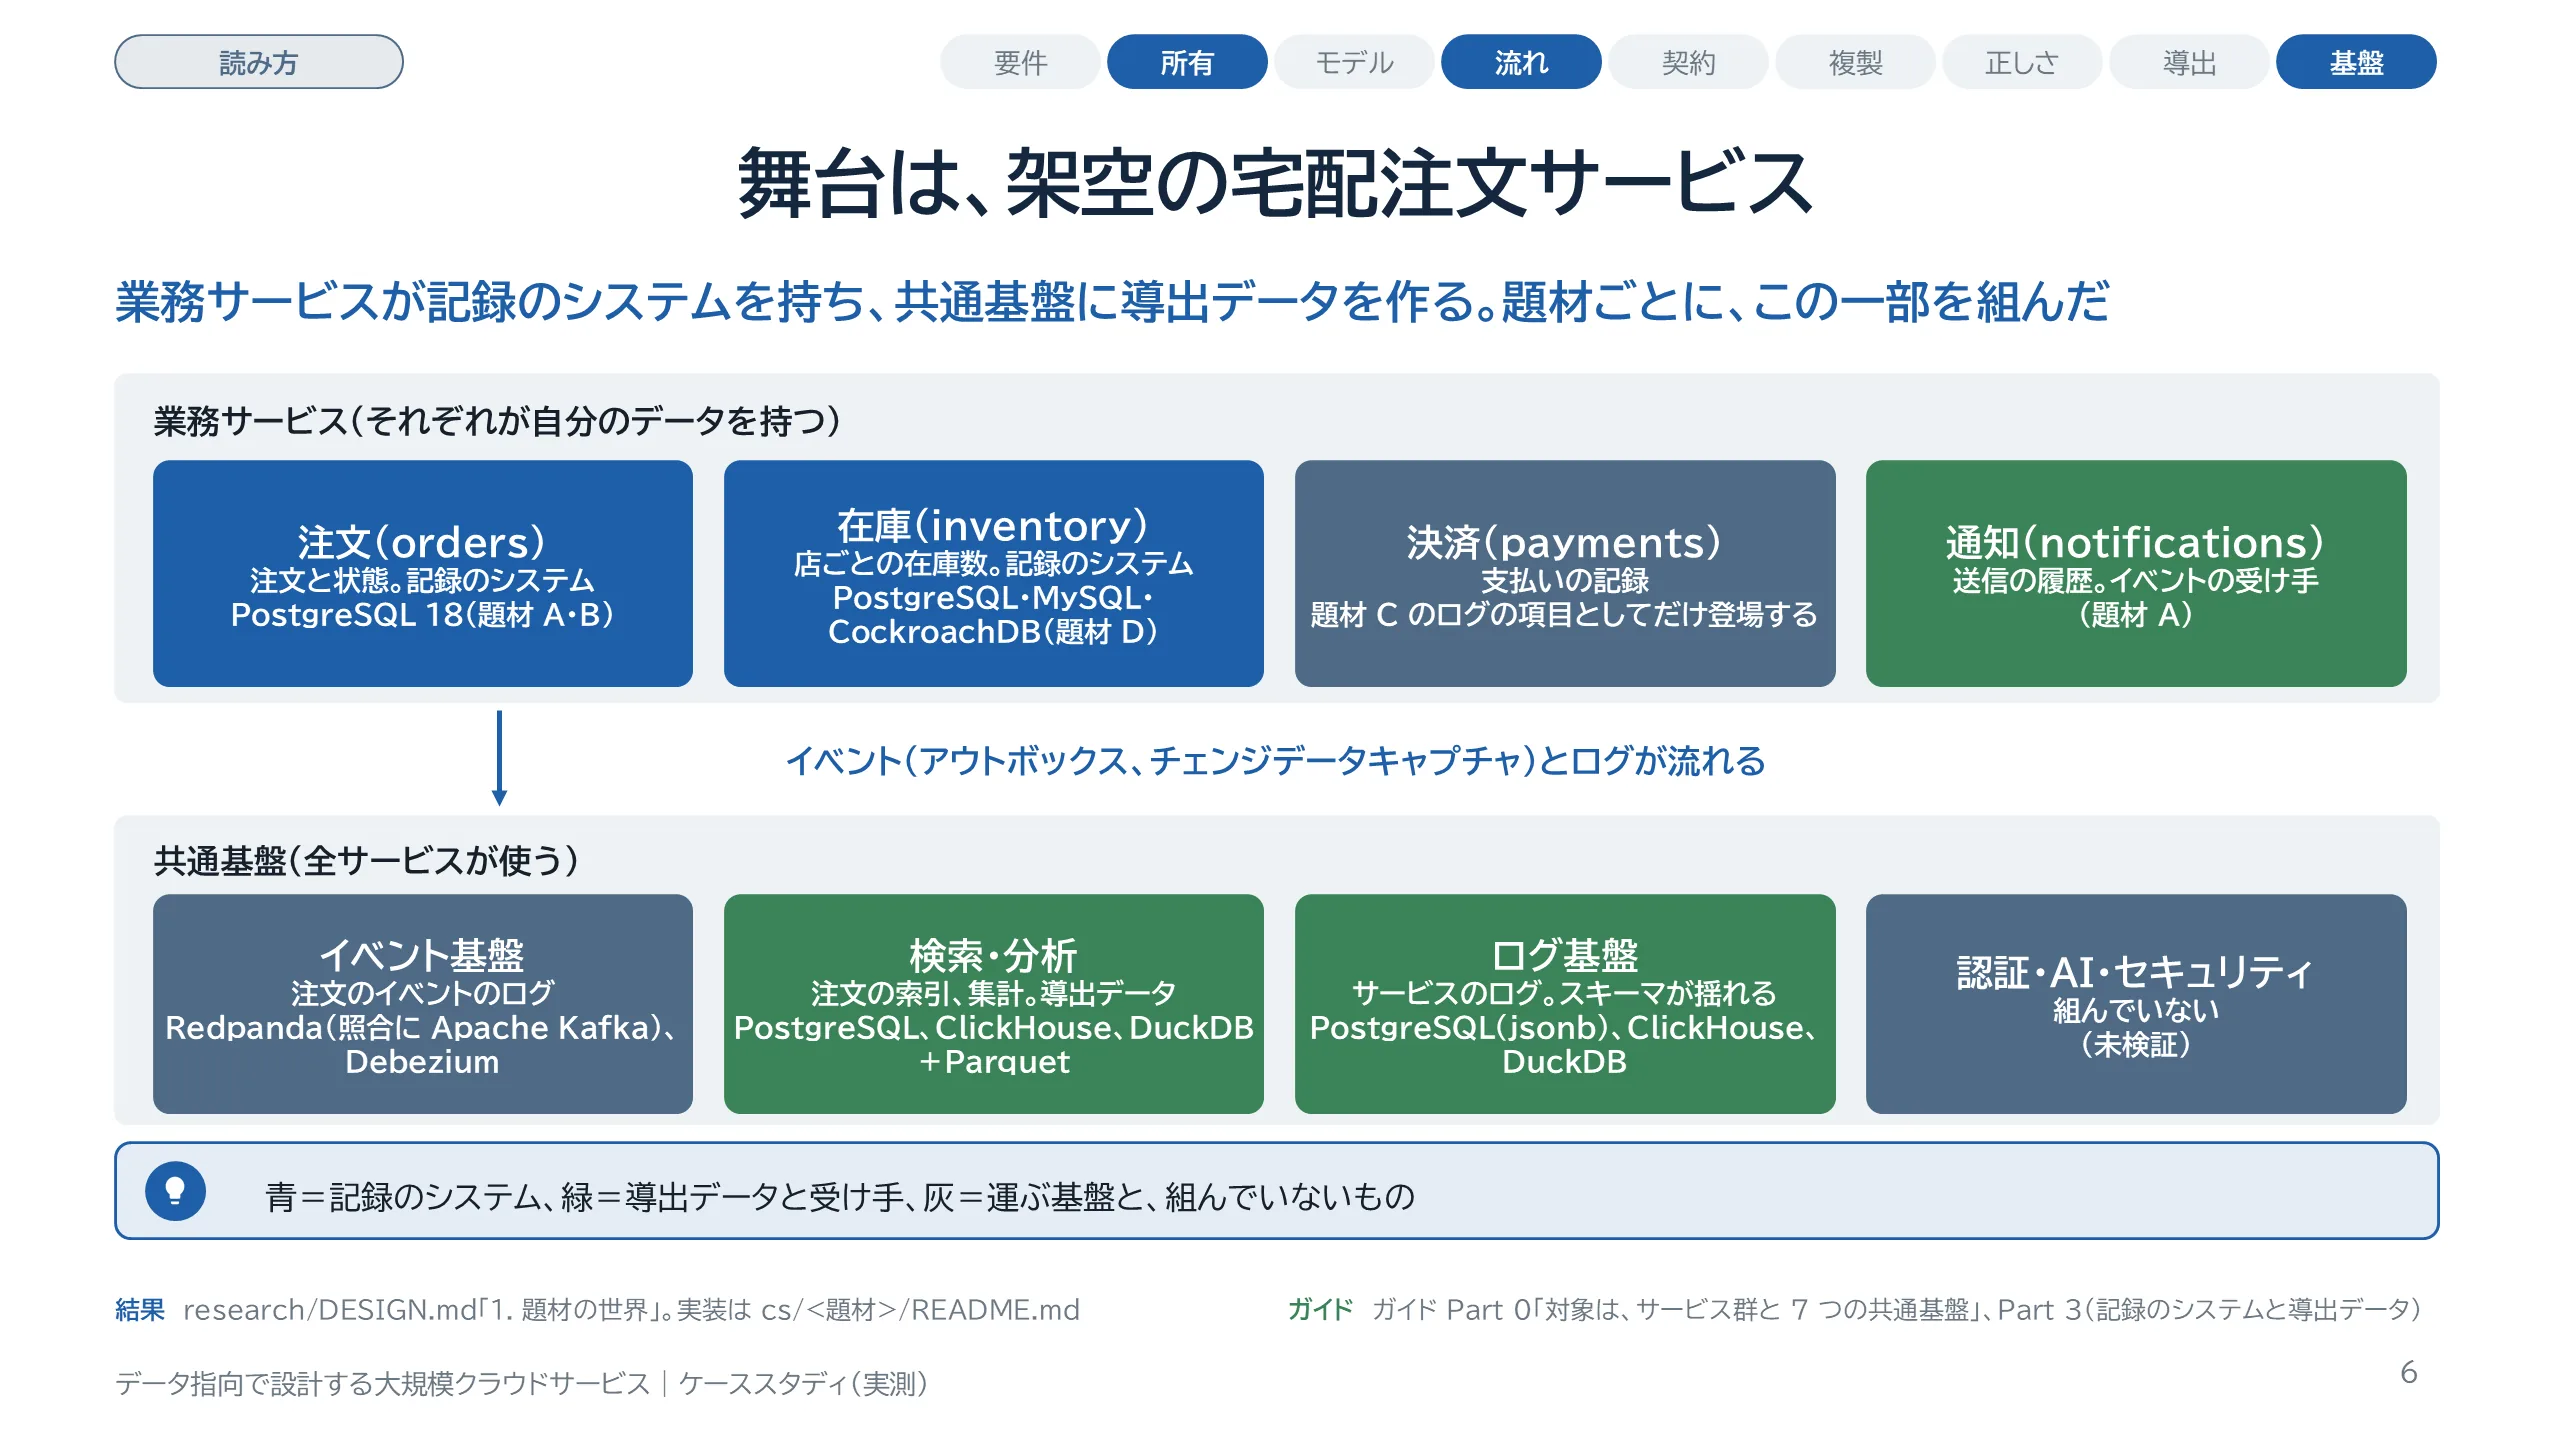 読み方
要件 所有 モデル 流れ 契約 複製 正しさ 導出 基盤
舞台は、架空の宅配注文サービス
業務サービスが記録のシステムを持ち、共通基盤に導出データを作る。題材ごとに、この一部を組んだ
業務サービス（それぞれが自分のデータを持つ）
注文（orders）
注文と状態。記録のシステム
PostgreSQL 18（題材 A・B）
在庫（inventory）
店ごとの在庫数。記録のシステム
PostgreSQL・MySQL・
CockroachDB（題材 D）
決済（payments）
支払いの記録
題材 C のログの項目としてだけ登場する
通知（notifications）
送信の履歴。イベントの受け手
（題材 A）
イベント（アウトボックス、チェンジデータキャプチャ）とログが流れる
共通基盤（全サービスが使う）
イベント基盤
注文のイベントのログ
Redpanda（照合に Apache Kafka）、
Debezium
検索・分析
注文の索引、集計。導出データ
PostgreSQL、ClickHouse、DuckDB
＋Parquet
ログ基盤
サービスのログ。スキーマが揺れる
PostgreSQL（jsonb）、ClickHouse、
DuckDB
認証・AI・セキュリティ
組んでいない
（未検証）
青＝記録のシステム、緑＝導出データと受け手、灰＝運ぶ基盤と、組んでいないもの
結果 research/DESIGN.md「1. 題材の世界」。実装は cs/<題材>/README.md
ガイド ガイド Part 0「対象は、サービス群と 7 つの共通基盤」、Part 3（記録のシステムと導出データ）
データ指向で設計する大規模クラウドサービス｜ケーススタディ（実測）
6